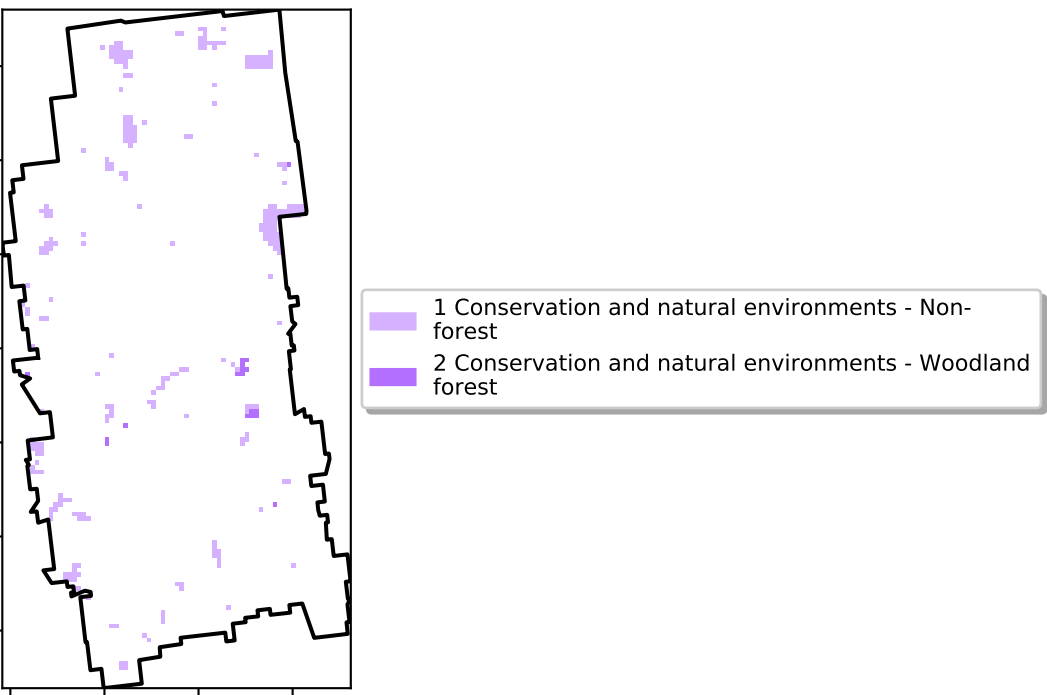 1 Conservation and natural environments - Non-
forest
2 Conservation and natural environments - Woodland
forest